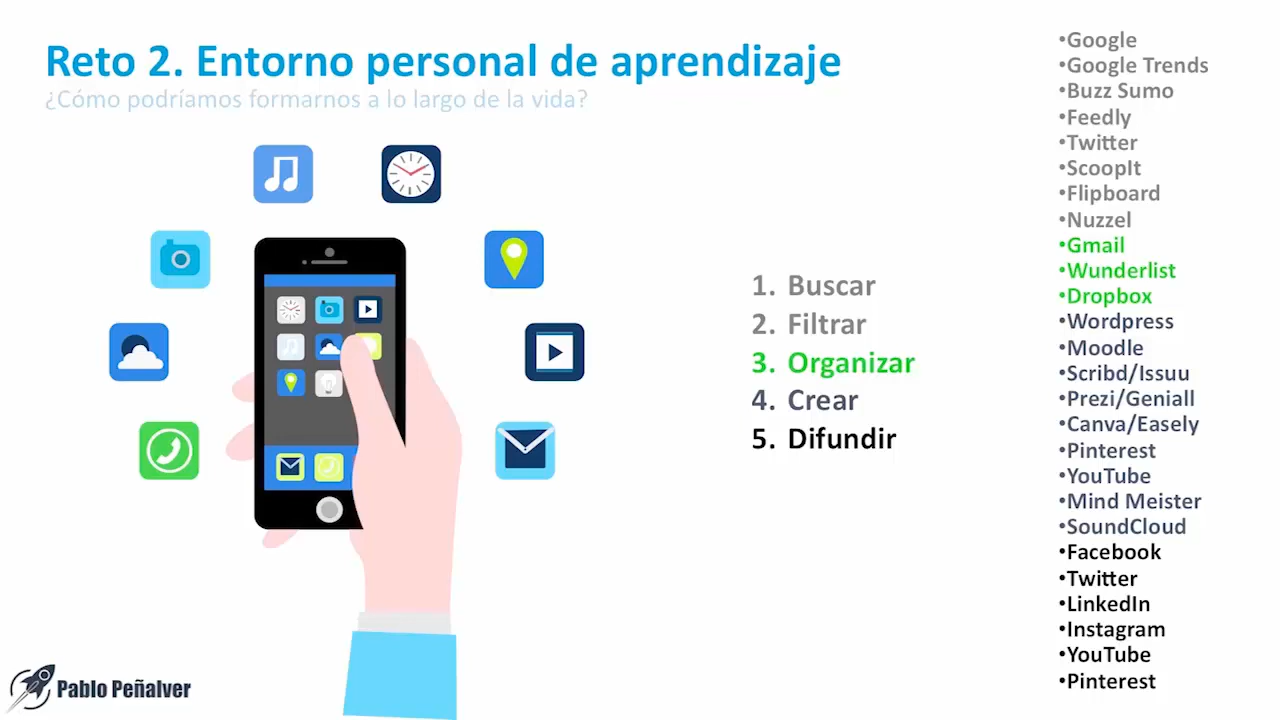 Reto 2. Entorno personal de aprendizaje
¿Cómo podríamos formarnos a lo largo de la vida?
1. Buscar
2. Filtrar
3. Organizar
4. Crear
5. Difundir
•Google
•Google Trends
•Buzz Sumo
•Feedly
•Twitter
•ScoopIt
•Flipboard
•Nuzzel
•Gmail
•Wunderlist
•Dropbox
•Wordpress
•Moodle
•Scribd/Issuu
•Prezi/Geniall
•Canva/Easely
•Pinterest
•YouTube
•Mind Meister
•SoundCloud
•Facebook
•Twitter
•LinkedIn
•Instagram
•YouTube
•Pinterest
Pablo Peñalver